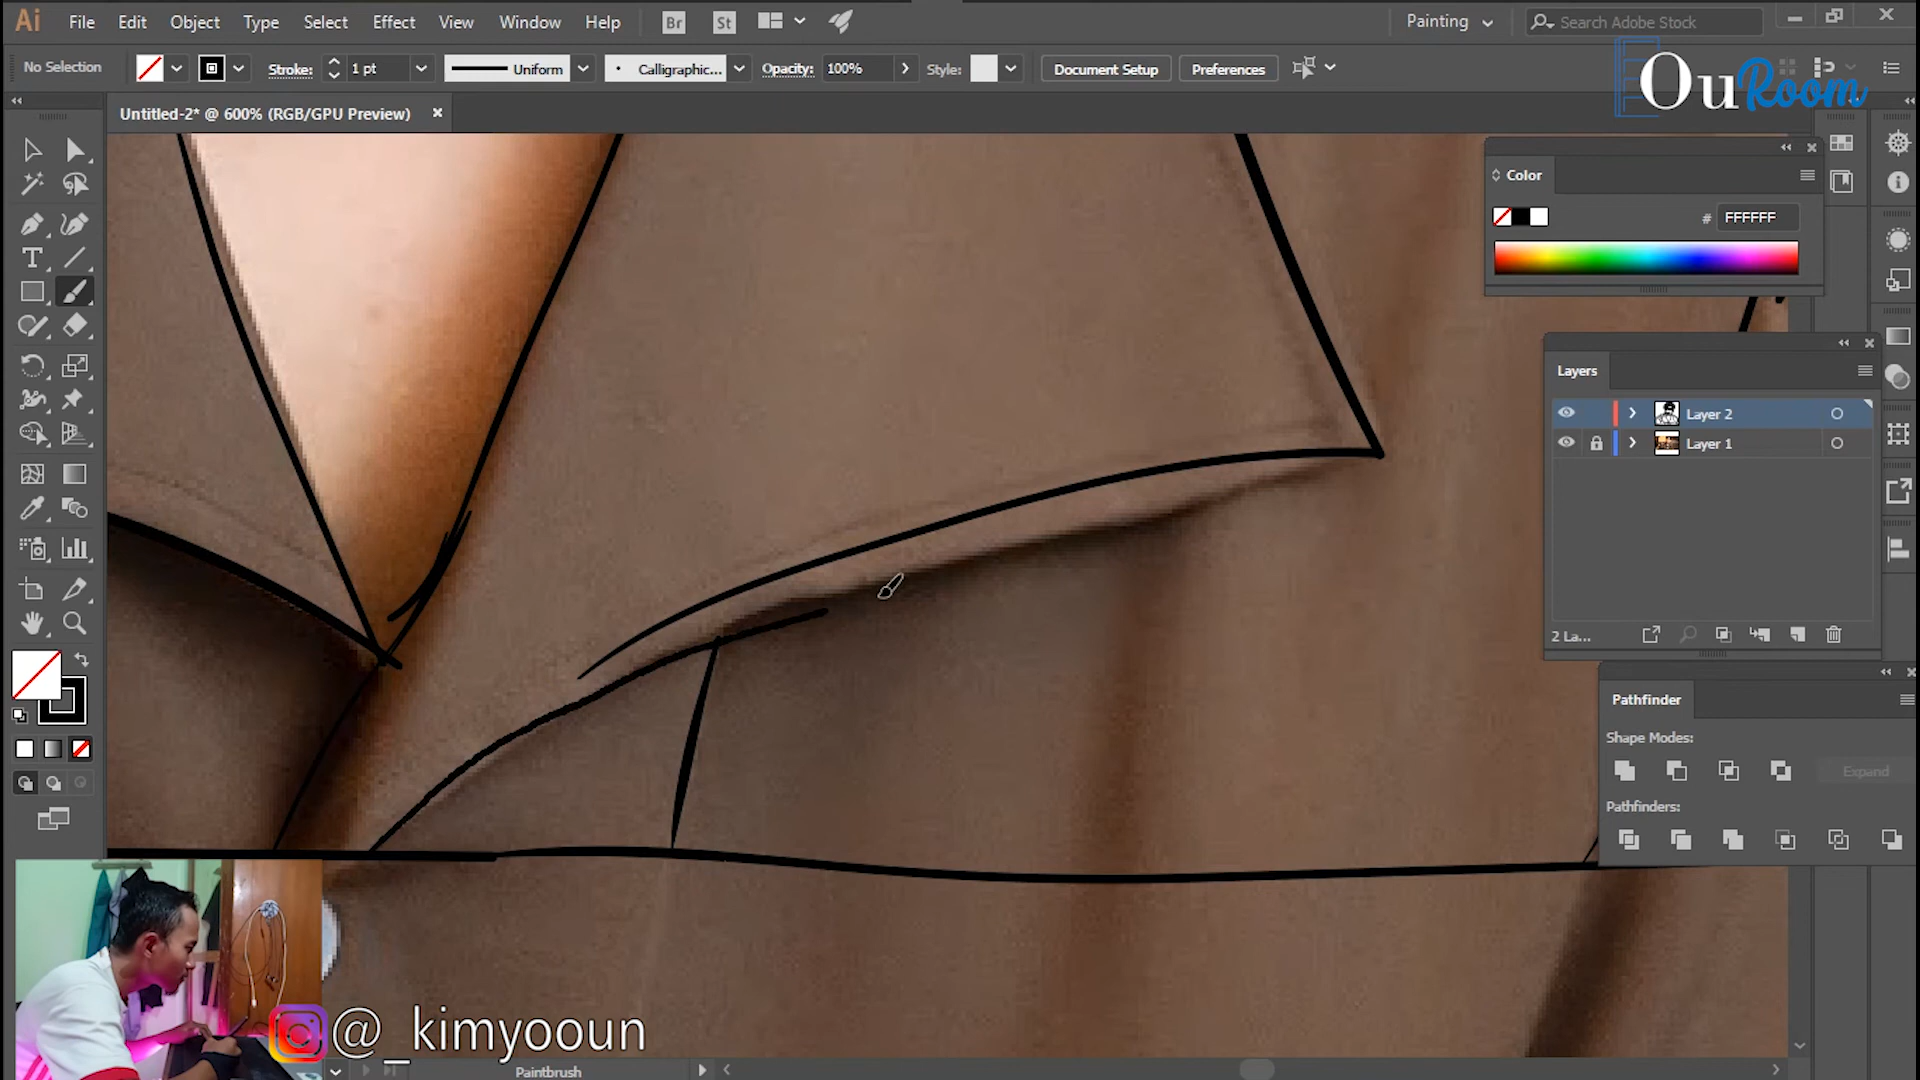 Ai File Edit Object Type Select Effect View Window Help Br St Painting Search Adobe Stock
No Selection Stroke: 1 pt Uniform Calligraphic... Opacity: 100% Style: Document Setup Preferences
OuRoom
Untitled-2* @ 600% (RGB/GPU Preview)
Color
# FFFFFF
Layers
Layer 2
Layer 1
2 La...
Pathfinder
Shape Modes:
Expand
Pathfinders:
@_kimyooun
Paintbrush